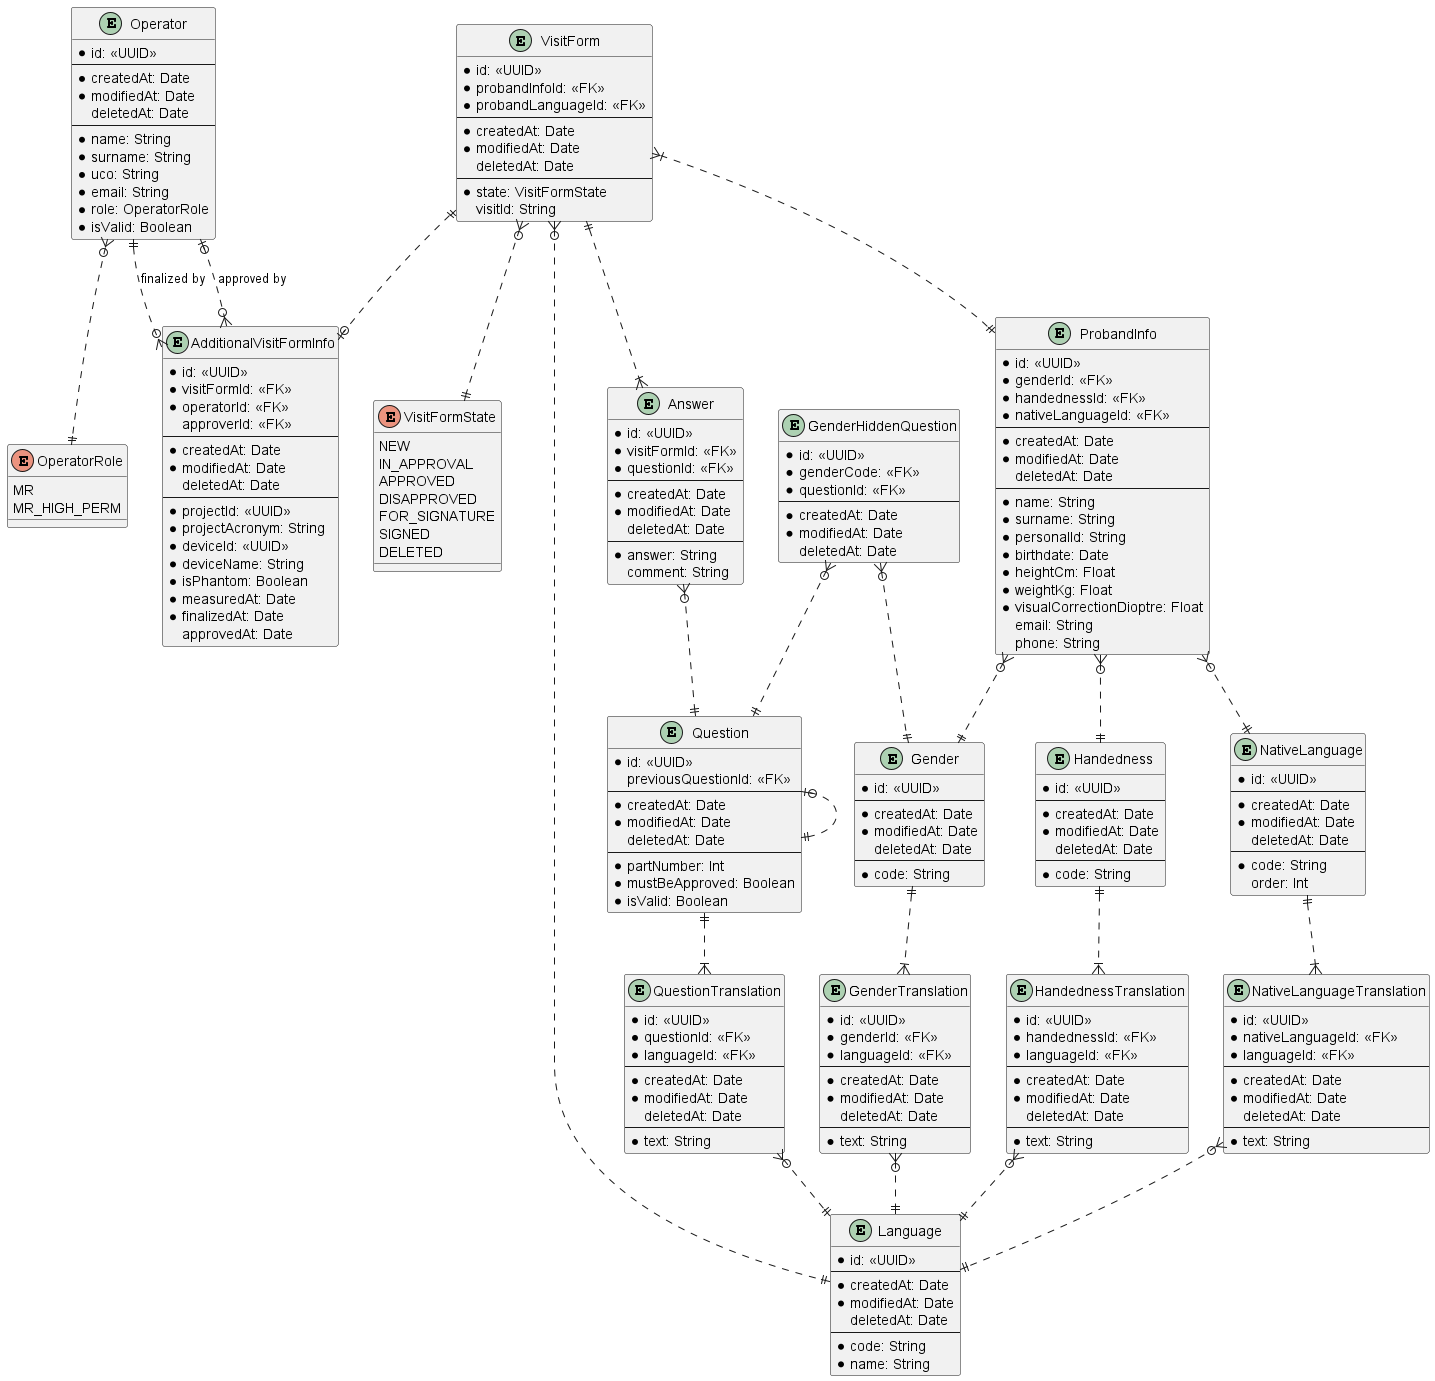 E Operator
id: «UUID»
createdAt: Date
modifiedAt: Date
deletedAt: Date
name: String
surname: String
uco: String
email: String
role: OperatorRole
isValid: Boolean
E VisitForm
id: «UUID»
probandInfoId: «FK»
probandLanguageId: «FK»
createdAt: Date
modifiedAt: Date
deletedAt: Date
state: VisitFormState
visitId: String
finalized by
approved by
E AdditionalVisitFormInfo
id: «UUID»
visitFormId: «FK»
operatorId: «FK»
approverId: «FK»
createdAt: Date
modifiedAt: Date
deletedAt: Date
projectId: «UUID»
projectAcronym: String
deviceId: «UUID»
deviceName: String
isPhantom: Boolean
measuredAt: Date
finalizedAt: Date
approvedAt: Date
E OperatorRole
MR
MR_HIGH_PERM
E VisitFormState
NEW
IN_APPROVAL
APPROVED
DISAPPROVED
FOR_SIGNATURE
SIGNED
DELETED
E Answer
id: «UUID»
visitFormId: «FK»
questionId: «FK»
createdAt: Date
modifiedAt: Date
deletedAt: Date
answer: String
comment: String
E GenderHiddenQuestion
id: «UUID»
genderCode: «FK»
questionId: «FK»
createdAt: Date
modifiedAt: Date
deletedAt: Date
E ProbandInfo
id: «UUID»
genderId: «FK»
handednessId: «FK»
nativeLanguageId: «FK»
createdAt: Date
modifiedAt: Date
deletedAt: Date
name: String
surname: String
personalId: String
birthdate: Date
heightCm: Float
weightKg: Float
visualCorrectionDioptre: Float
email: String
phone: String
E Question
id: «UUID»
previousQuestionId: «FK»
createdAt: Date
modifiedAt: Date
deletedAt: Date
partNumber: Int
mustBeApproved: Boolean
isValid: Boolean
E Gender
id: «UUID»
createdAt: Date
modifiedAt: Date
deletedAt: Date
code: String
E Handedness
id: «UUID»
createdAt: Date
modifiedAt: Date
deletedAt: Date
code: String
E NativeLanguage
id: «UUID»
createdAt: Date
modifiedAt: Date
deletedAt: Date
code: String
order: Int
E QuestionTranslation
id: «UUID»
questionId: «FK»
languageId: «FK»
createdAt: Date
modifiedAt: Date
deletedAt: Date
text: String
E GenderTranslation
id: «UUID»
genderId: «FK»
languageId: «FK»
createdAt: Date
modifiedAt: Date
deletedAt: Date
text: String
E HandednessTranslation
id: «UUID»
handednessId: «FK»
languageId: «FK»
createdAt: Date
modifiedAt: Date
deletedAt: Date
text: String
E NativeLanguageTranslation
id: «UUID»
nativeLanguageId: «FK»
languageId: «FK»
createdAt: Date
modifiedAt: Date
deletedAt: Date
text: String
E Language
id: «UUID»
createdAt: Date
modifiedAt: Date
deletedAt: Date
code: String
name: String